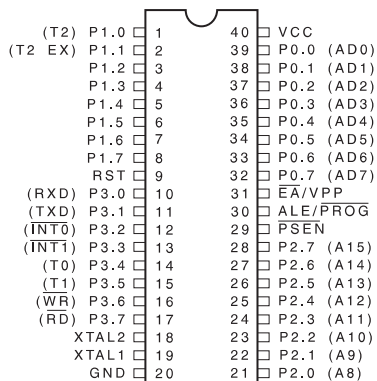 (T2) P1.0 1 40 VCC
(T2 EX) P1.1 2 39 P0.0 (AD0)
P1.2 3 38 P0.1 (AD1)
P1.3 4 37 P0.2 (AD2)
P1.4 5 36 P0.3 (AD3)
P1.5 6 35 P0.4 (AD4)
P1.6 7 34 P0.5 (AD5)
P1.7 8 33 P0.6 (AD6)
RST 9 32 P0.7 (AD7)
(RXD) P3.0 10 31 E̅A̅/VPP
(TXD) P3.1 11 30 ALE/P̅R̅O̅G̅
(I̅N̅T̅0̅) P3.2 12 29 P̅S̅E̅N̅
(I̅N̅T̅1̅) P3.3 13 28 P2.7 (A15)
(T0) P3.4 14 27 P2.6 (A14)
(T1) P3.5 15 26 P2.5 (A13)
(W̅R̅) P3.6 16 25 P2.4 (A12)
(R̅D̅) P3.7 17 24 P2.3 (A11)
XTAL2 18 23 P2.2 (A10)
XTAL1 19 22 P2.1 (A9)
GND 20 21 P2.0 (A8)